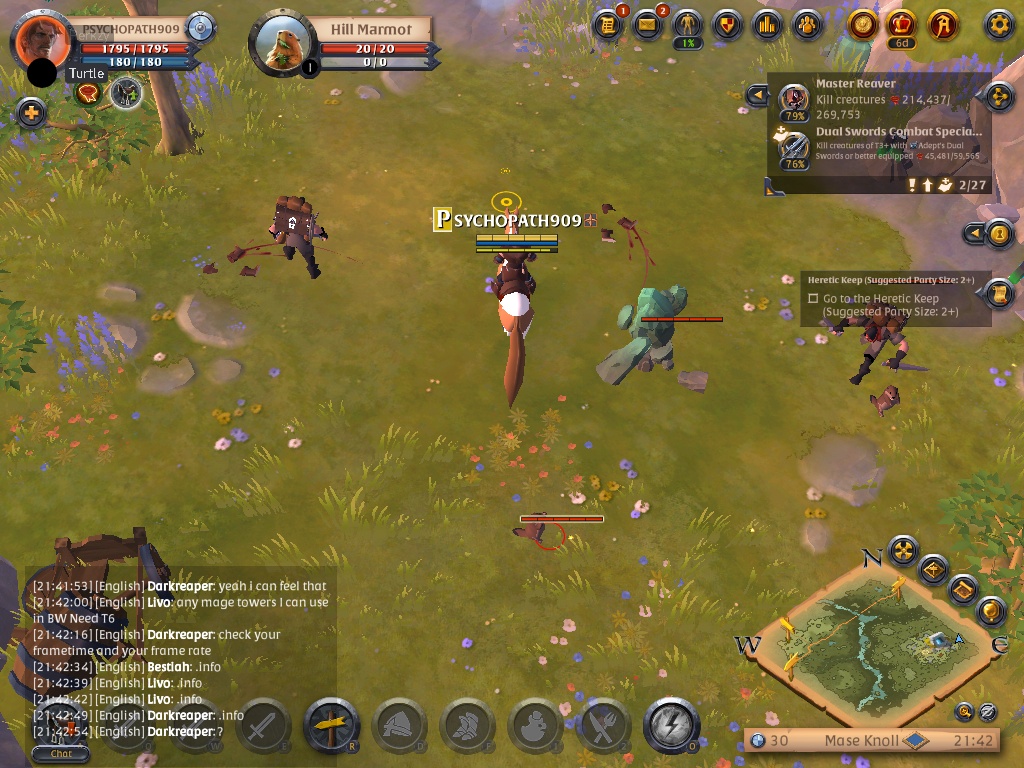 PSYCHOPATH909
1795 / 1795
180 / 180
Turtle
Hill Marmot
20 / 20
0 / 0
I
1
2
1%
6d
Master Reaver
Kill creatures 214,437/
269,753
79%
Dual Swords Combat Specia...
Kill creatures of T3+ with Adept's Dual
Swords or better equipped 45,481/59,565
76%
2/27
PSYCHOPATH909
Heretic Keep (Suggested Party Size: 2+)
Go to the Heretic Keep
(Suggested Party Size: 2+)
[21:41:53] [English] Darkreaper: yeah i can feel that
[21:42:00] [English] Livo: any mage towers I can use
in BW Need T6
[21:42:16] [English] Darkreaper: check your
frametime and your frame rate
[21:42:34] [English] Bestiah: .info
[21:42:39] [English] Livo: .info
[21:42:42] [English] Livo: .info
[21:42:49] [English] Darkreaper: .info
[21:42:54] [English] Darkreaper: ?
Chat
Q
W
E
R
D
F
O
N
W
E
30
Mase Knoll
21:42